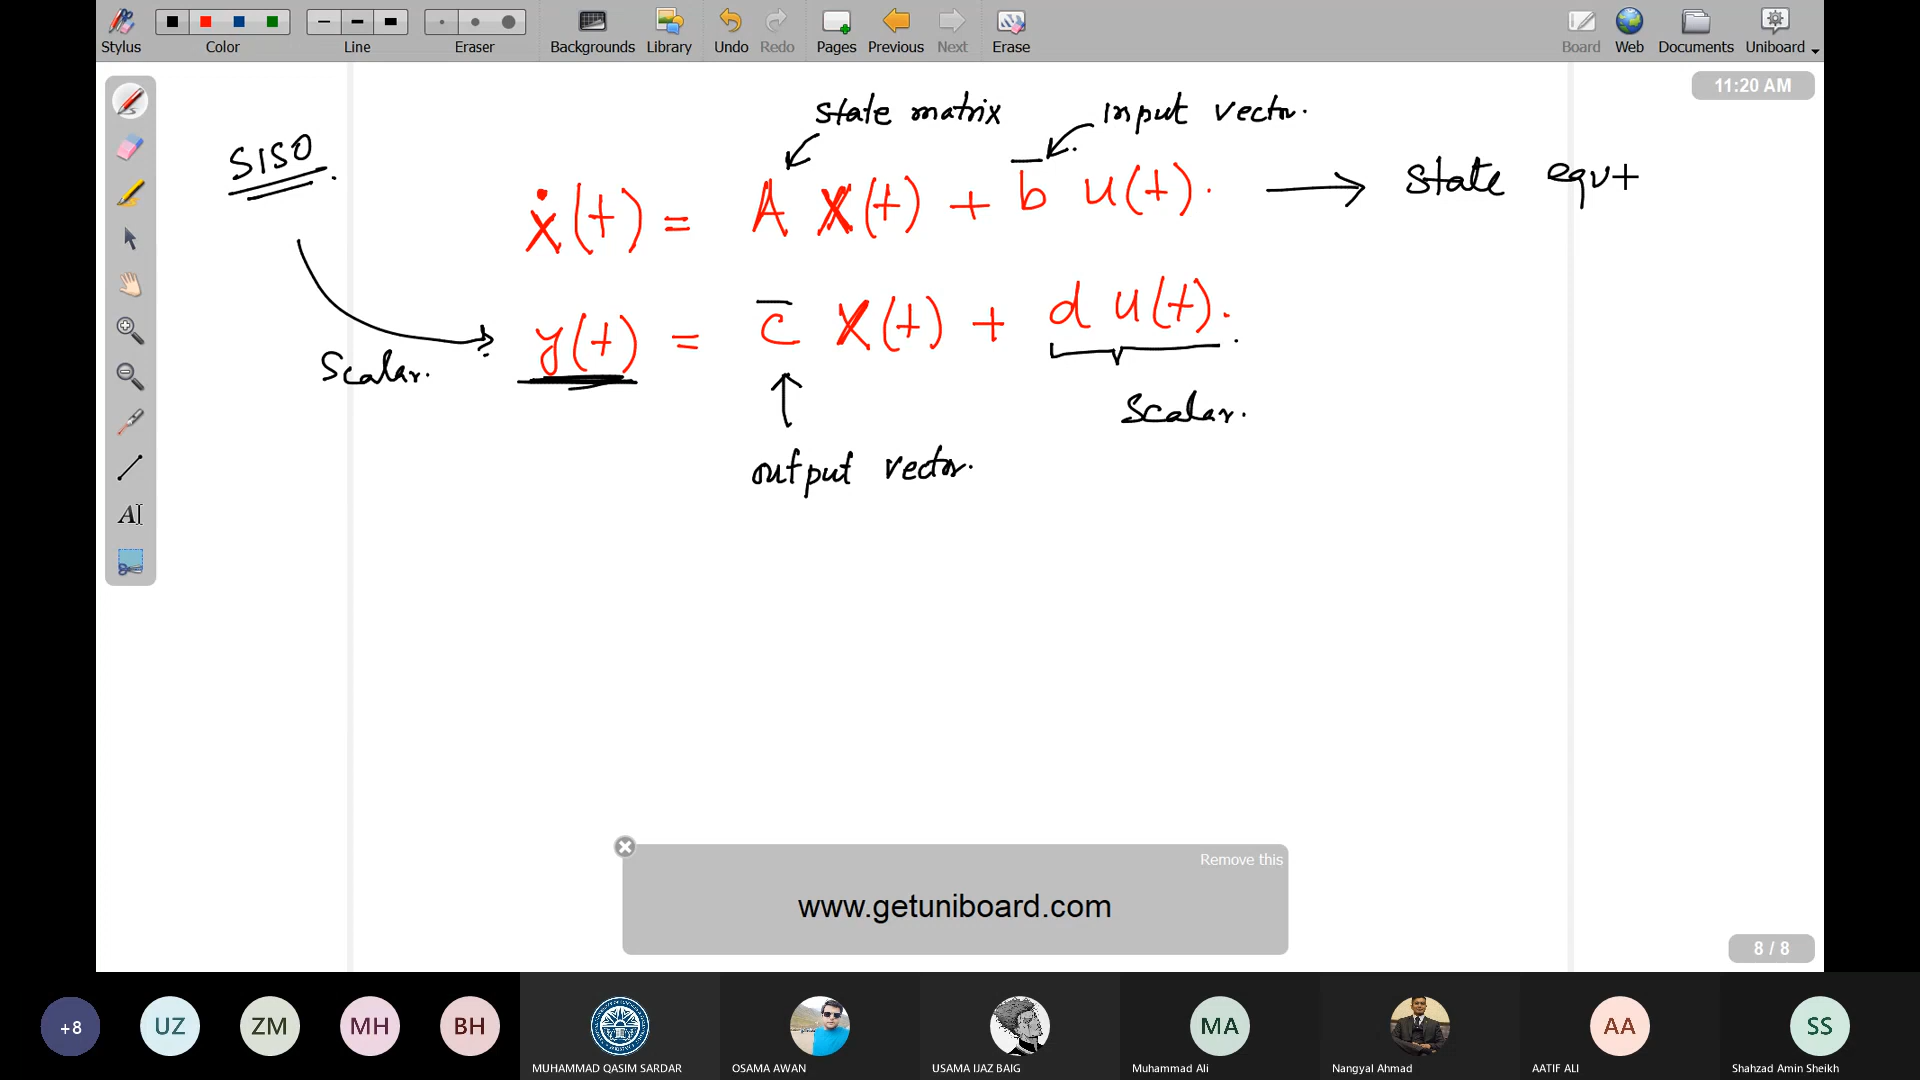 Stylus Color Line Eraser Backgrounds Library Undo Redo Pages Previous Next Erase Board Web Documents Uniboard
11:20 AM
state matrix input vector.
SISO
ẋ(t) = A X(t) + b̅ u(t). → state eqvt
y(t) = c̅ X(t) + d u(t).
Scalar.
Scalar.
output vector.
Remove this
www.getuniboard.com
8 / 8
+8 UZ ZM MH BH MA AA SS
MUHAMMAD QASIM SARDAR OSAMA AWAN USAMA IJAZ BAIG Muhammad Ali Nangyal Ahmad AATIF ALI Shahzad Amin Sheikh